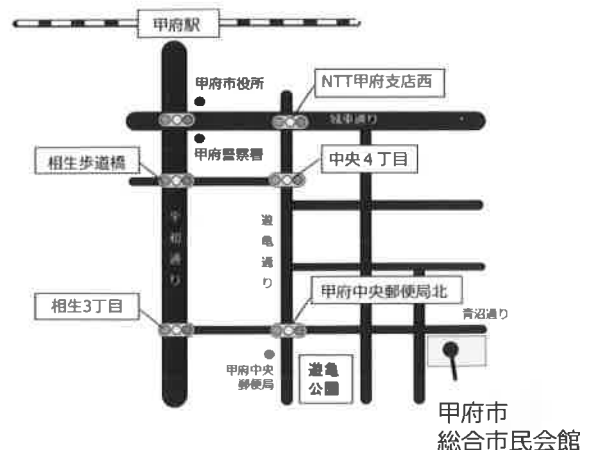 甲府駅
甲府市役所
NTT甲府支店西
城東通り
甲府警察署
相生歩道橋
中央4丁目
平和通り
遊亀通り
甲府中央郵便局北
相生3丁目
青沼通り
甲府中央
郵便局
遊亀
公園
甲府市
総合市民会館